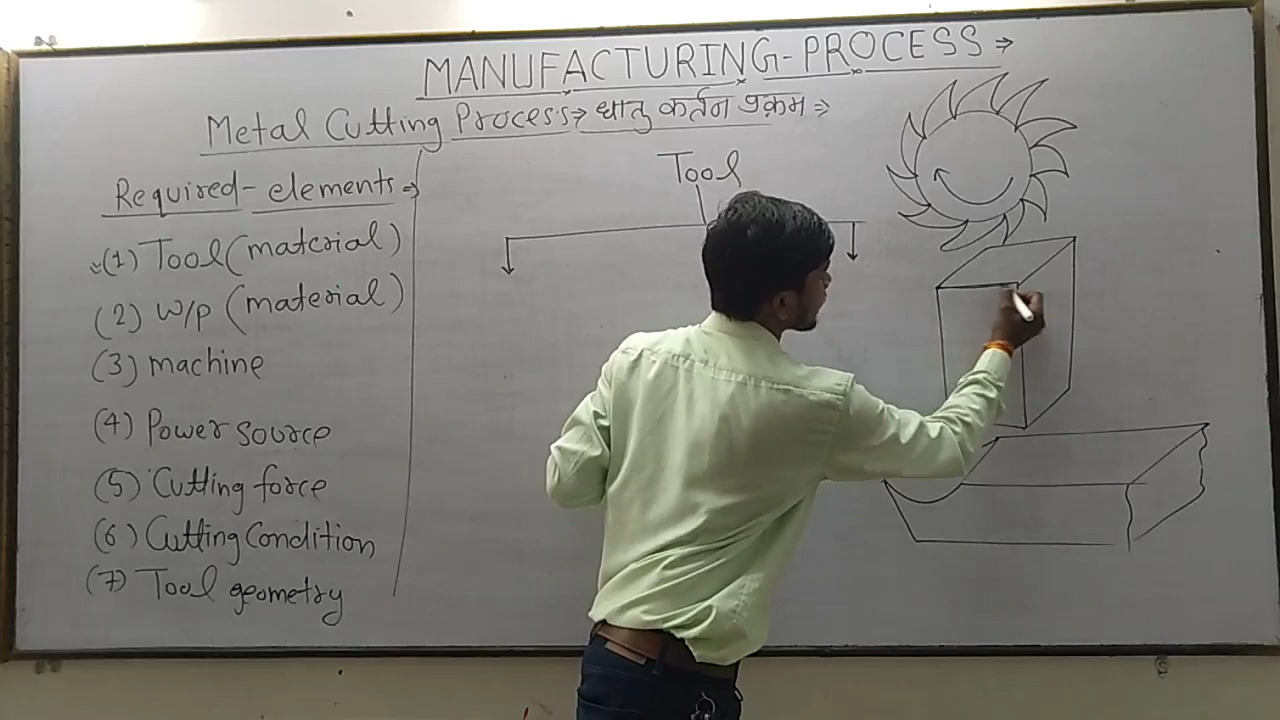 MANUFACTURING-PROCESS⇒
Metal Cutting Process⇒ धातु कर्तन प्रक्रम⇒
Required-elements⇒
(1) Tool (material)
(2) W/p (material)
(3) machine
(4) Power source
(5) Cutting force
(6) Cutting Condition
(7) Tool geometry
Tool